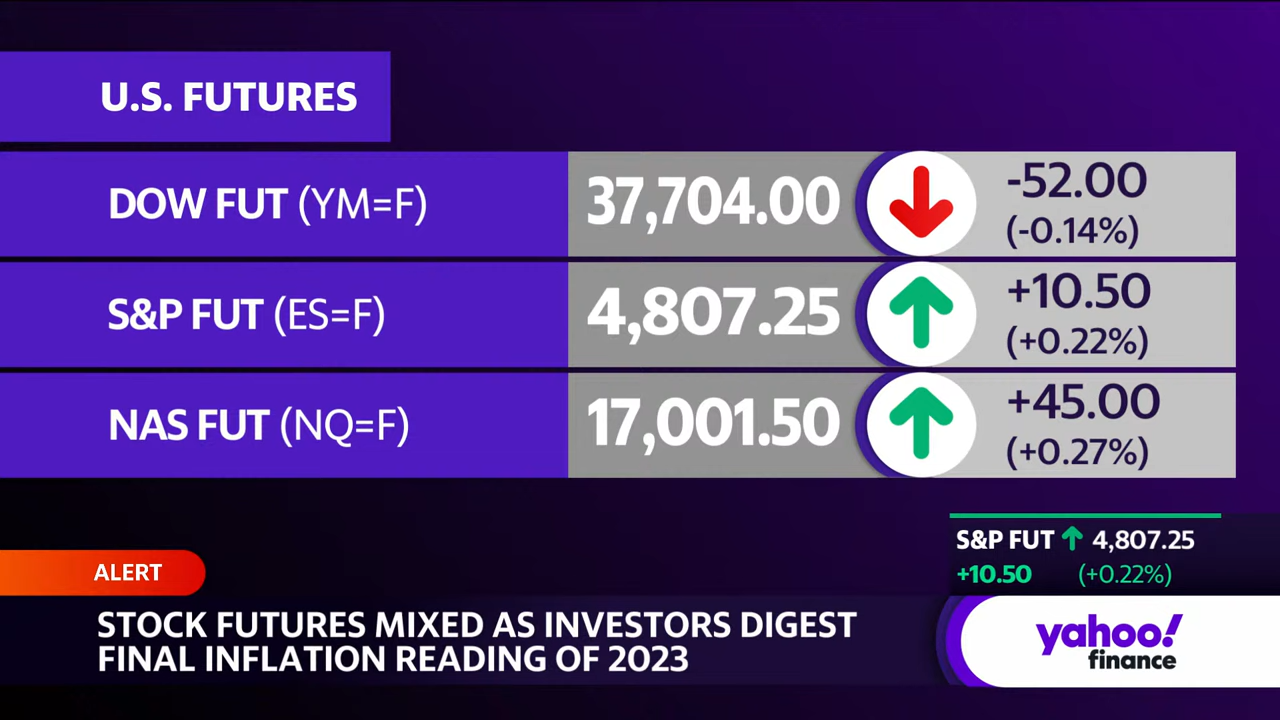 U.S. FUTURES
DOW FUT (YM=F) 37,704.00 -52.00
(-0.14%)
S&P FUT (ES=F) 4,807.25 +10.50
(+0.22%)
NAS FUT (NQ=F) 17,001.50 +45.00
(+0.27%)
S&P FUT 4,807.25
+10.50 (+0.22%)
ALERT
STOCK FUTURES MIXED AS INVESTORS DIGEST
FINAL INFLATION READING OF 2023
yahoo!
finance